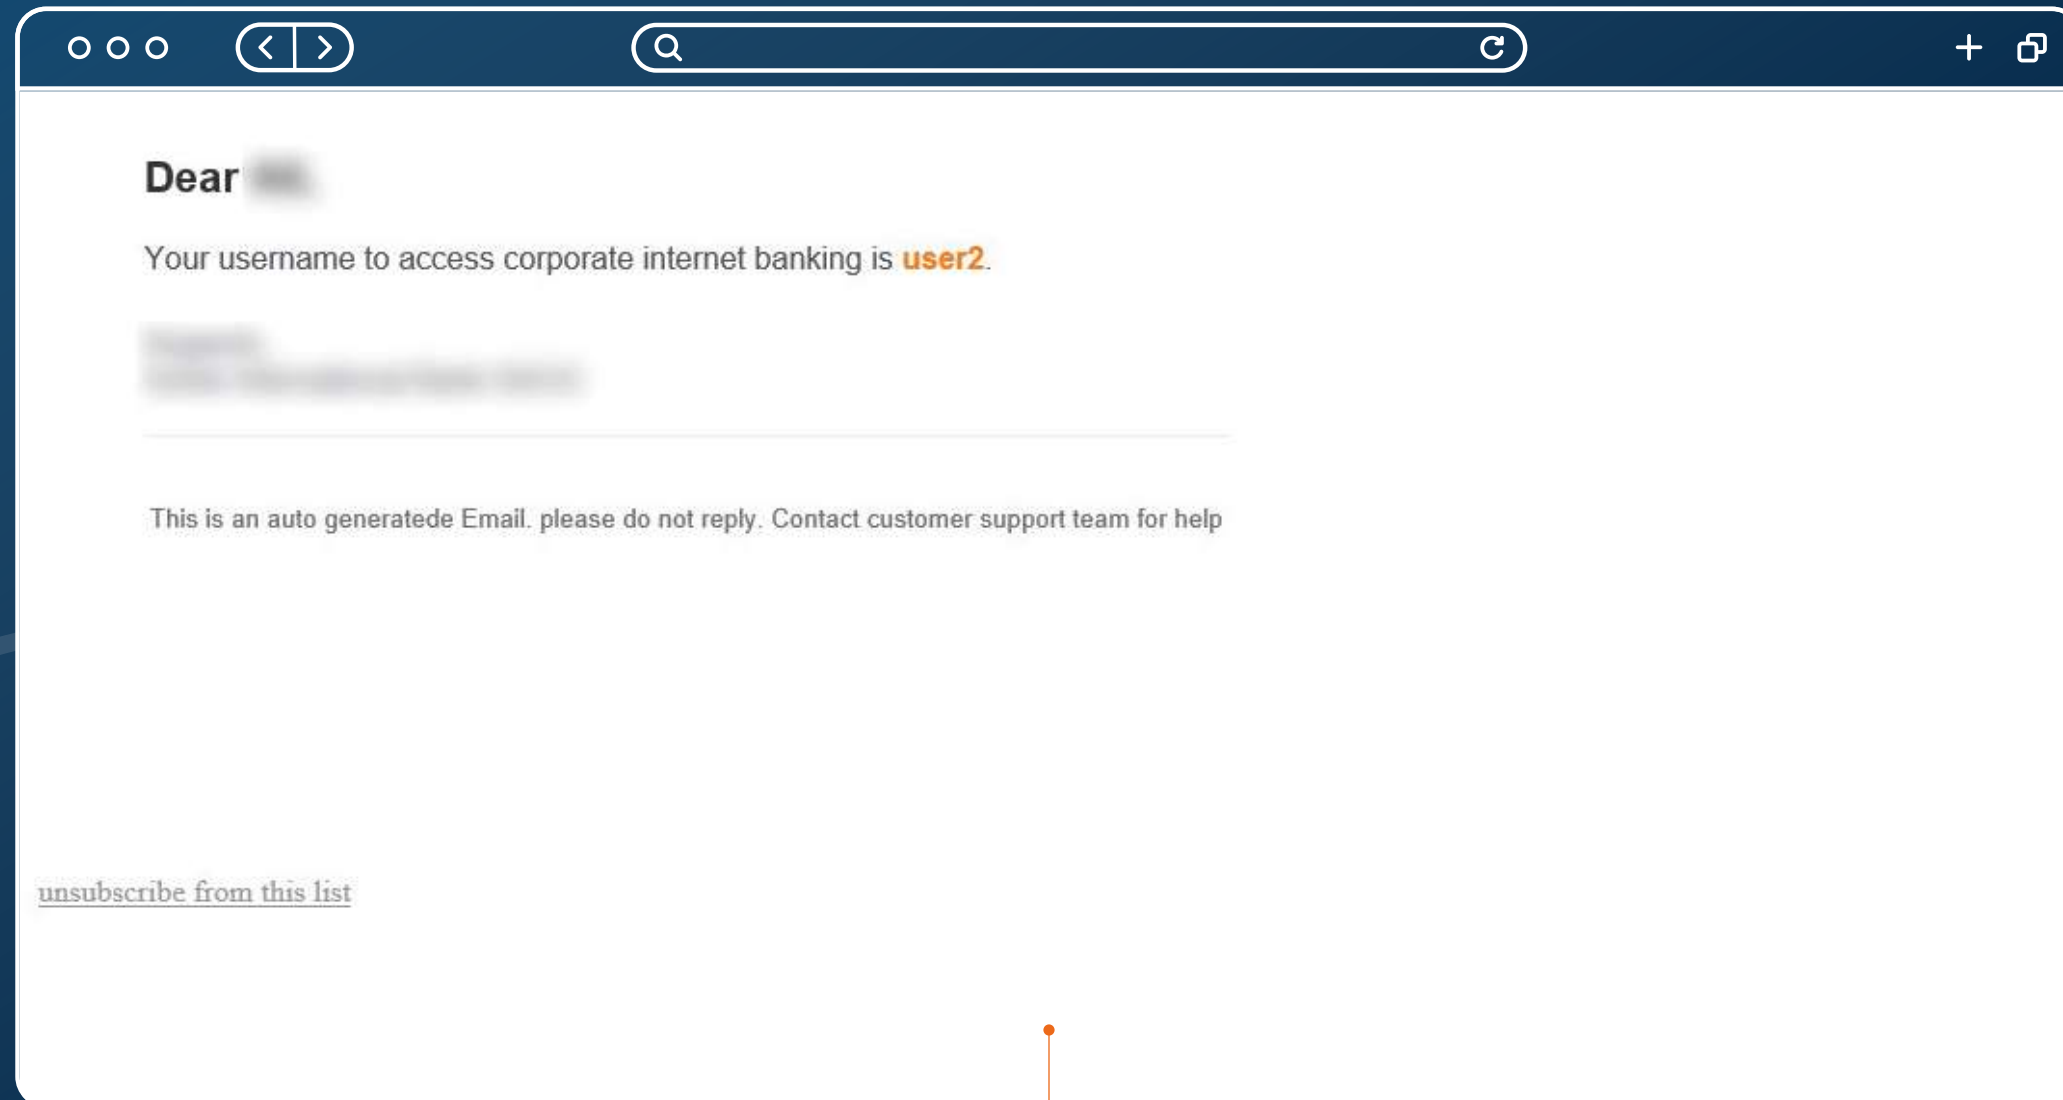 Dear
Your username to access corporate internet banking is user2.
This is an auto generatede Email. please do not reply. Contact customer support team for help
unsubscribe from this list